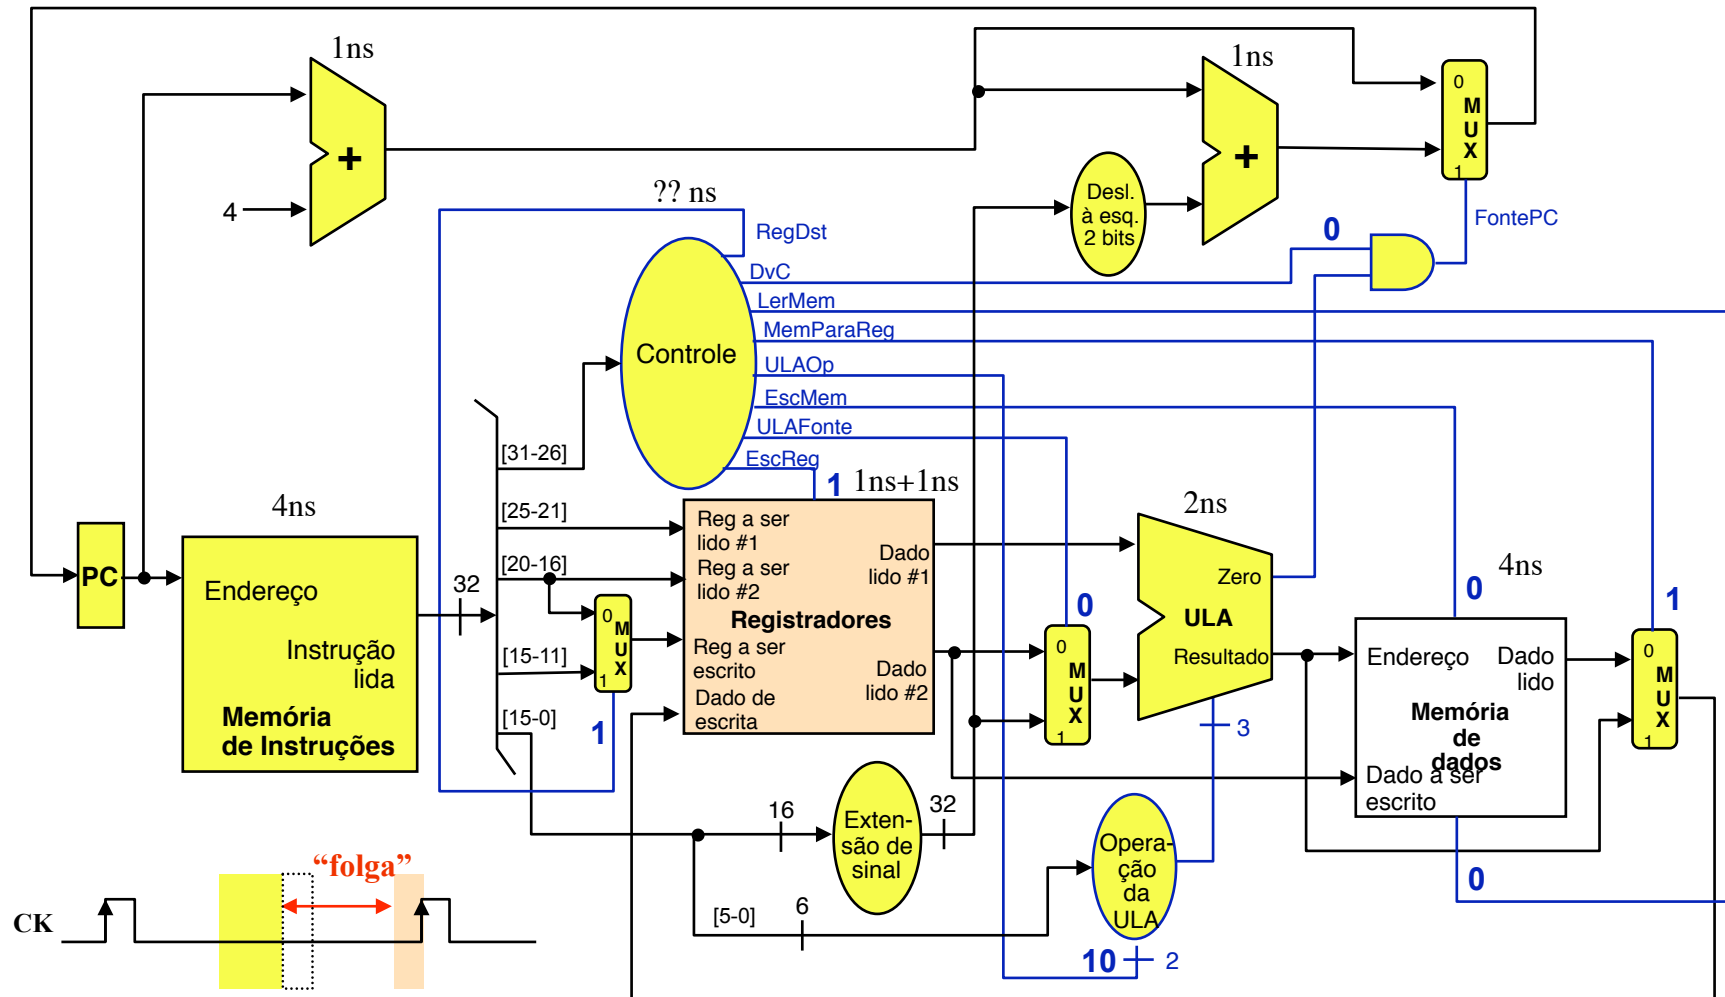 1ns
+
4
1ns
+
0
M
U
X
1
Desl.
à esq.
2 bits
FontePC
0
?? ns
RegDst
DvC
LerMem
MemParaReg
ULAOp
EscMem
ULAFonte
EscReg
Controle
[31-26]
[25-21]
[20-16]
[15-11]
[15-0]
1
1ns+1ns
4ns
PC
Endereço
Instrução
lida
Memória
de Instruções
32
0
M
U
X
1
1
Reg a ser
lido #1
Reg a ser
lido #2
Registradores
Reg a ser
escrito
Dado de
escrita
Dado
lido #1
Dado
lido #2
0
0
M
U
X
1
2ns
Zero
ULA
Resultado
3
0
4ns
Endereço
Dado
lido
Memória
de
dados
Dado a ser
escrito
0
1
0
M
U
X
1
16
Exten-
são de
sinal
32
[5-0]
6
Opera-
ção
da
ULA
10
2
“folga”
CK